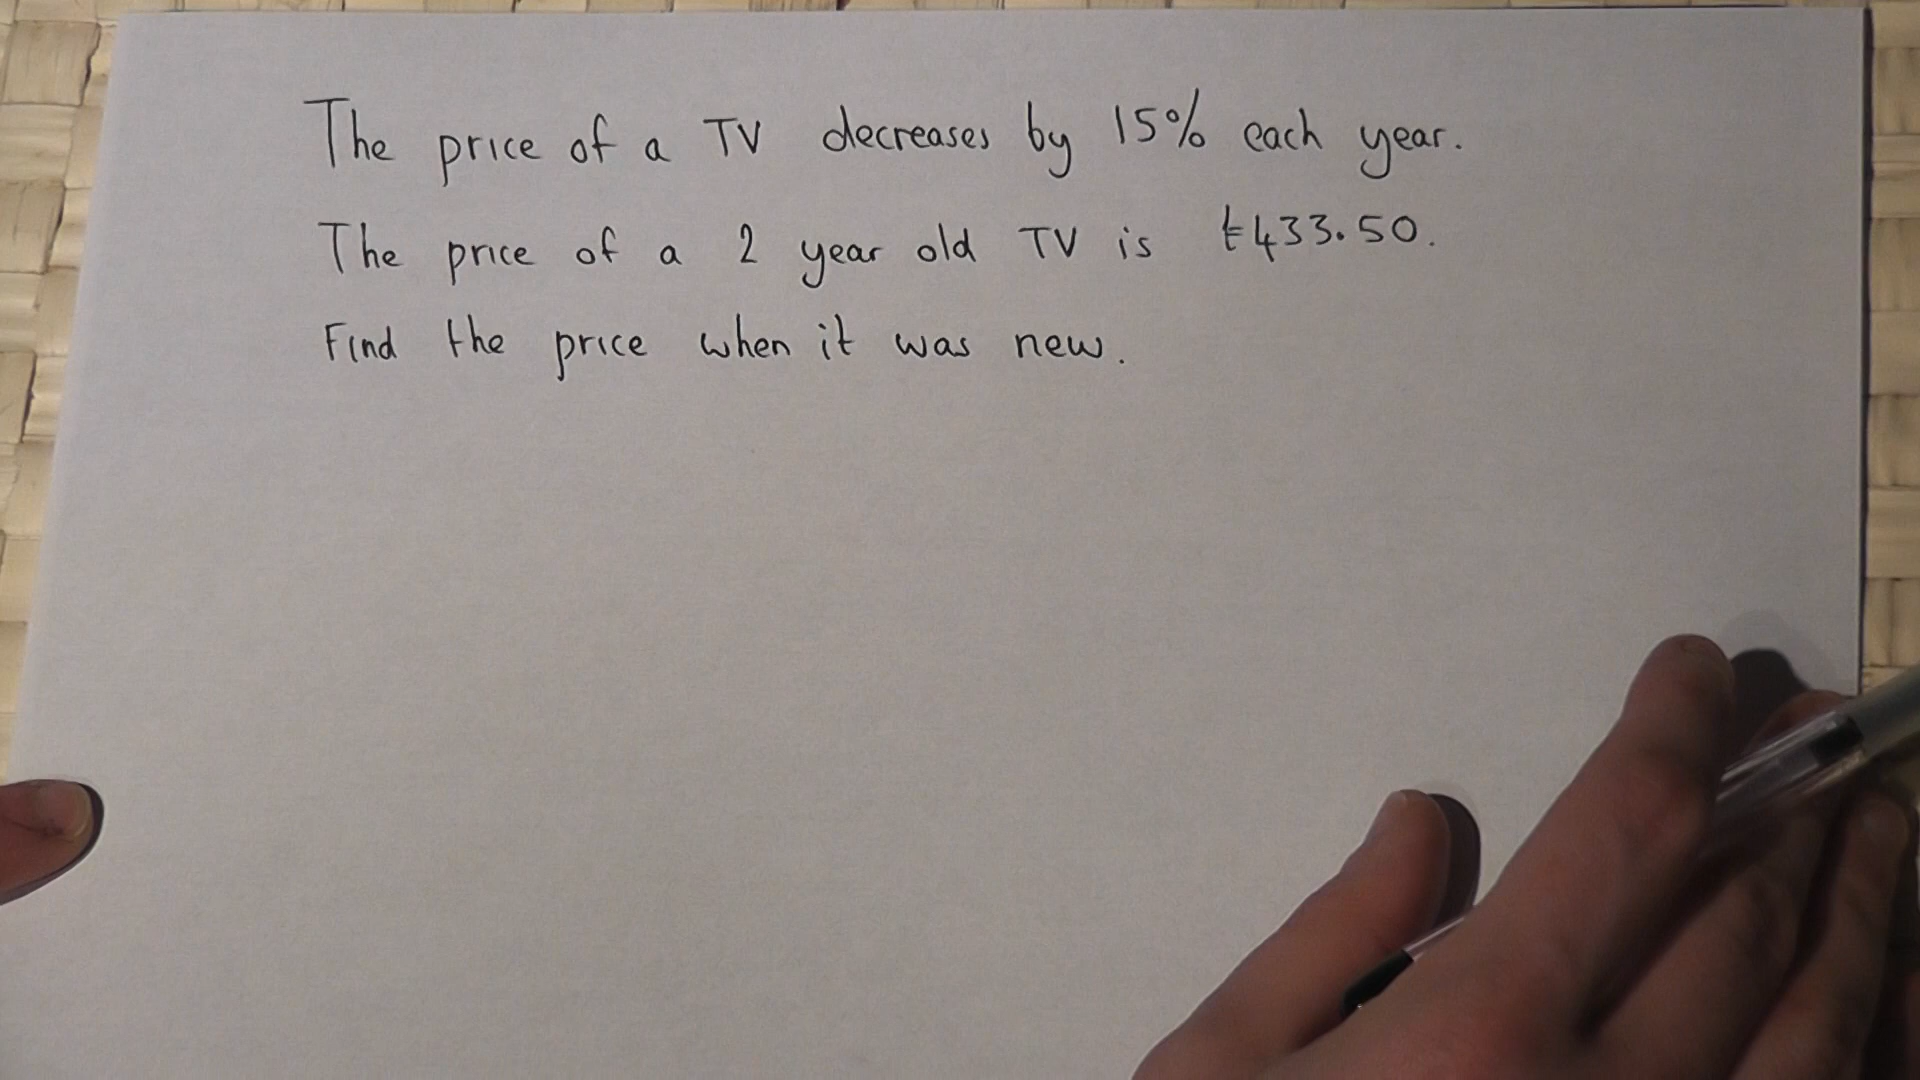 The price of a TV decreases by 15% each year.
The price of a 2 year old TV is £433.50.
Find the price when it was new.